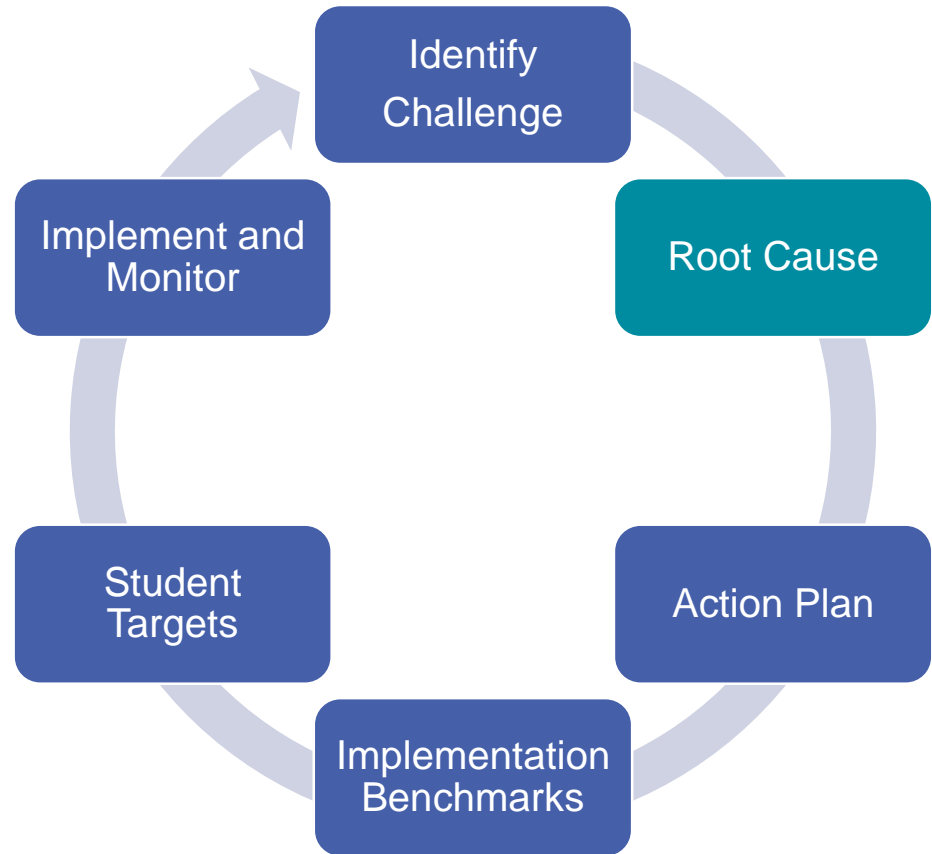 Identify
Challenge
Root Cause
Action Plan
Implementation
Benchmarks
Student
Targets
Implement and
Monitor